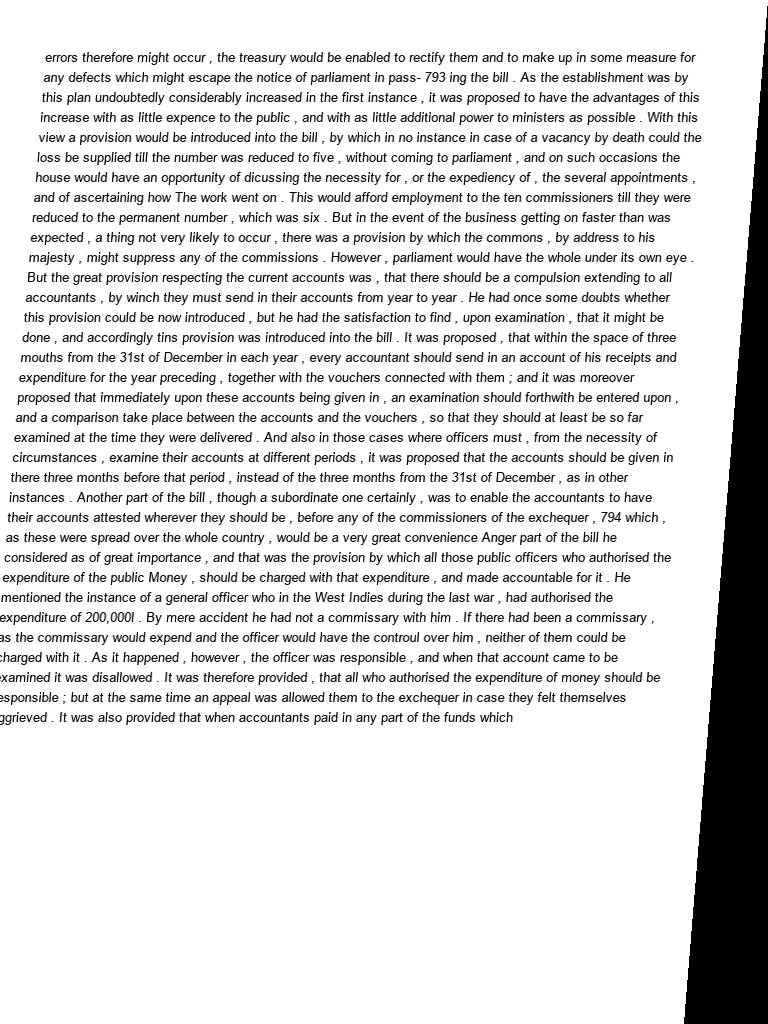 errors therefore might occur , the treasury would be enabled to rectify them and to make up in some measure for
any defects which might escape the notice of parliament in pass- 793 ing the bill . As the establishment was by
this plan undoubtedly considerably increased in the first instance , it was proposed to have the advantages of this
increase with as little expence to the public , and with as little additional power to ministers as possible . With this
view a provision would be introduced into the bill , by which in no instance in case of a vacancy by death could the
loss be supplied till the number was reduced to five , without coming to parliament , and on such occasions the
house would have an opportunity of dicussing the necessity for , or the expediency of , the several appointments ,
and of ascertaining how The work went on . This would afford employment to the ten commissioners till they were
reduced to the permanent number , which was six . But in the event of the business getting on faster than was
expected , a thing not very likely to occur , there was a provision by which the commons , by address to his
majesty , might suppress any of the commissions . However , parliament would have the whole under its own eye .
But the great provision respecting the current accounts was , that there should be a compulsion extending to all
accountants , by winch they must send in their accounts from year to year . He had once some doubts whether
this provision could be now introduced , but he had the satisfaction to find , upon examination , that it might be
done , and accordingly tins provision was introduced into the bill . It was proposed , that within the space of three
mouths from the 31st of December in each year , every accountant should send in an account of his receipts and
expenditure for the year preceding , together with the vouchers connected with them ; and it was moreover
proposed that immediately upon these accounts being given in , an examination should forthwith be entered upon ,
and a comparison take place between the accounts and the vouchers , so that they should at least be so far
examined at the time they were delivered . And also in those cases where officers must , from the necessity of
circumstances , examine their accounts at different periods , it was proposed that the accounts should be given in
there three months before that period , instead of the three months from the 31st of December , as in other
instances . Another part of the bill , though a subordinate one certainly , was to enable the accountants to have
their accounts attested wherever they should be , before any of the commissioners of the exchequer , 794 which ,
as these were spread over the whole country , would be a very great convenience Anger part of the bill he
considered as of great importance , and that was the provision by which all those public officers who authorised the
expenditure of the public Money , should be charged with that expenditure , and made accountable for it . He
mentioned the instance of a general officer who in the West Indies during the last war , had authorised the
expenditure of 200,000l . By mere accident he had not a commissary with him . If there had been a commissary ,
as the commissary would expend and the officer would have the controul over him , neither of them could be
charged with it . As it happened , however , the officer was responsible , and when that account came to be
examined it was disallowed . It was therefore provided , that all who authorised the expenditure of money should be
esponsible ; but at the same time an appeal was allowed them to the exchequer in case they felt themselves
ggrieved . It was also provided that when accountants paid in any part of the funds which